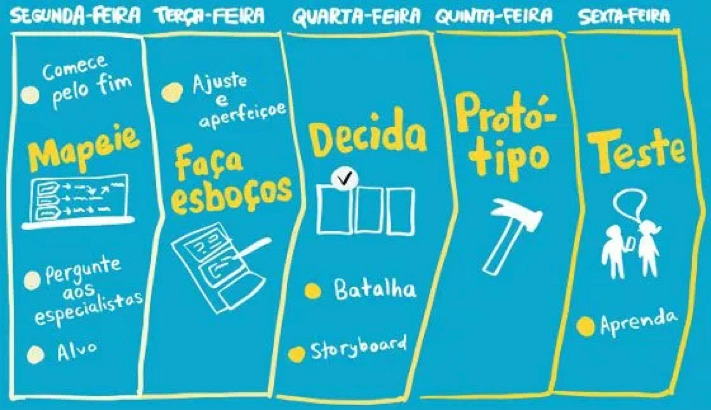 SEGUNDA-FEIRA
TERÇA-FEIRA
QUARTA-FEIRA
QUINTA-FEIRA
SEXTA-FEIRA
Comece
pelo fim
Mapeie
Pergunte
aos
especialistas
Alvo
Ajuste
e
aperfeiçoe
Faça
esboços
Decida
Batalha
Storyboard
Protó-
tipo
Teste
Aprenda